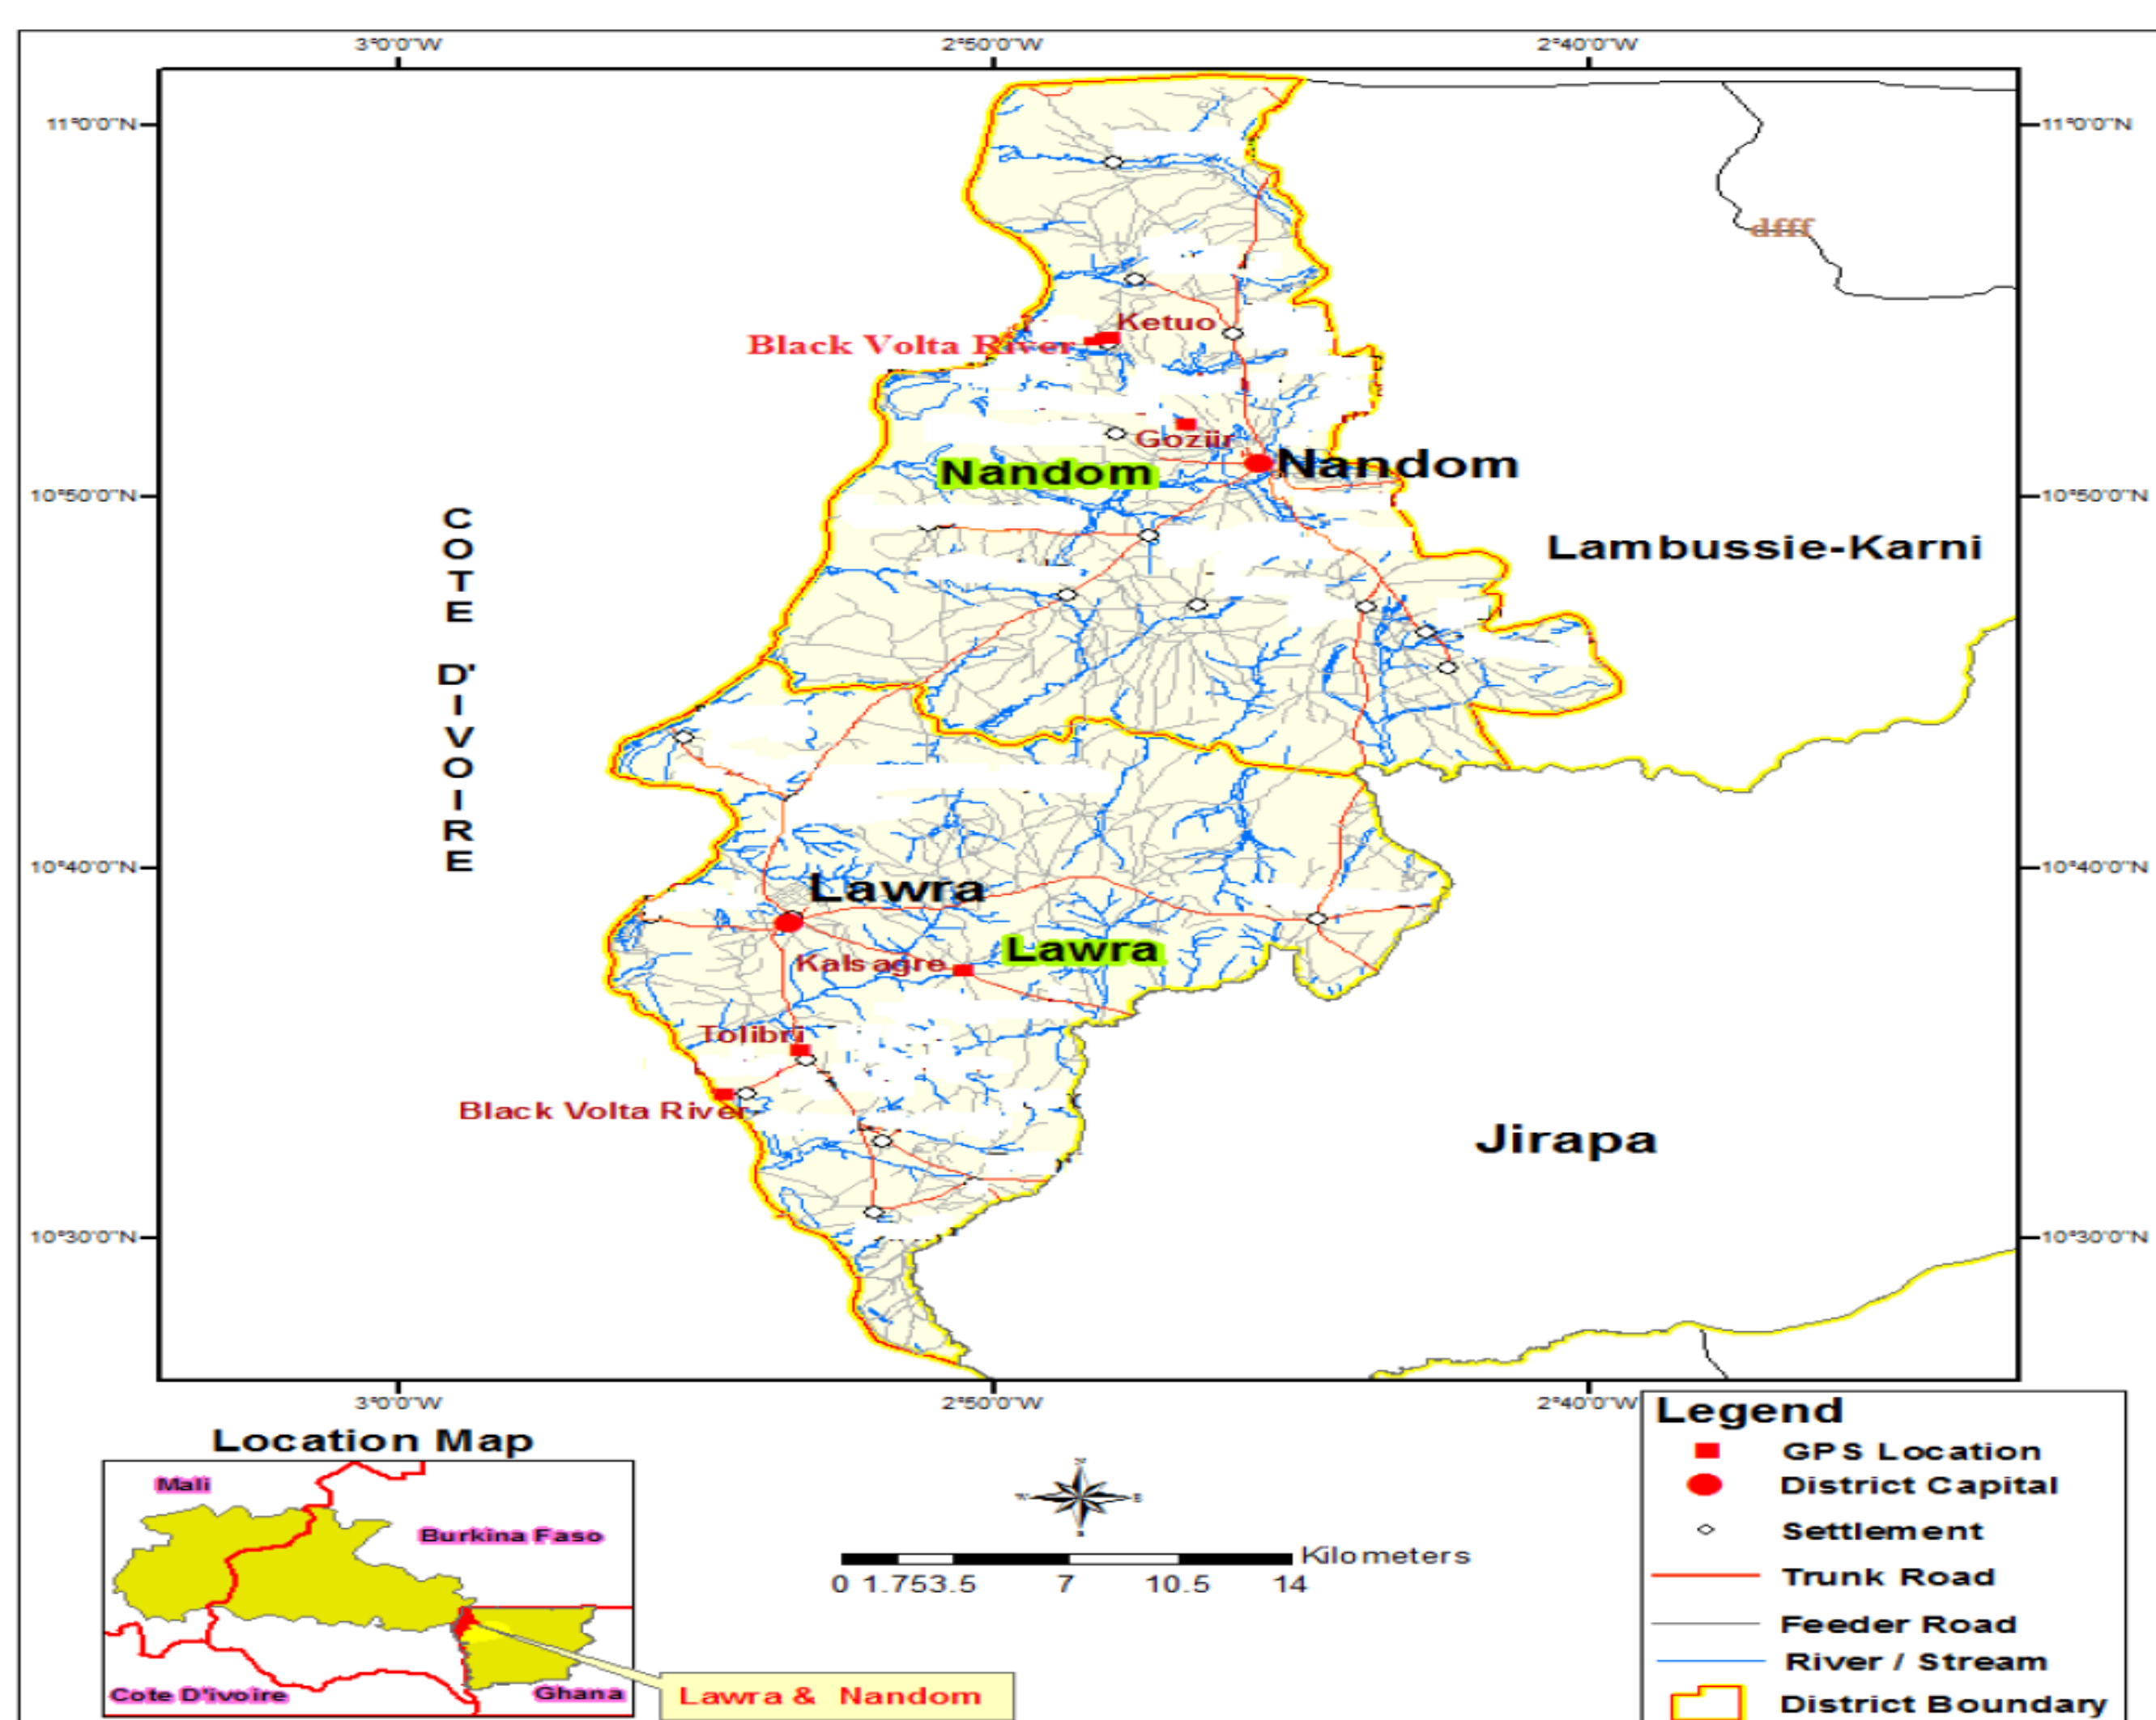 3°0'0"W 2°50'0"W 2°40'0"W
11°0'0"N 11°0'0"N
dfff
Ketuo
Black Volta River
Goziir
Nandom Nandom
10°50'0"N 10°50'0"N
COTE D'IVOIRE
Lambussie-Karni
10°40'0"N 10°40'0"N
Lawra
Lawra
Kalsagre
Tolibri
Black Volta River
Jirapa
10°30'0"N 10°30'0"N
3°0'0"W 2°50'0"W 2°40'0"W
Location Map
Mali
Burkina Faso
Cote D'ivoire
Ghana
Lawra & Nandom
N
W E
S
Kilometers
0 1.753.5 7 10.5 14
Legend
GPS Location
District Capital
Settlement
Trunk Road
Feeder Road
River / Stream
District Boundary